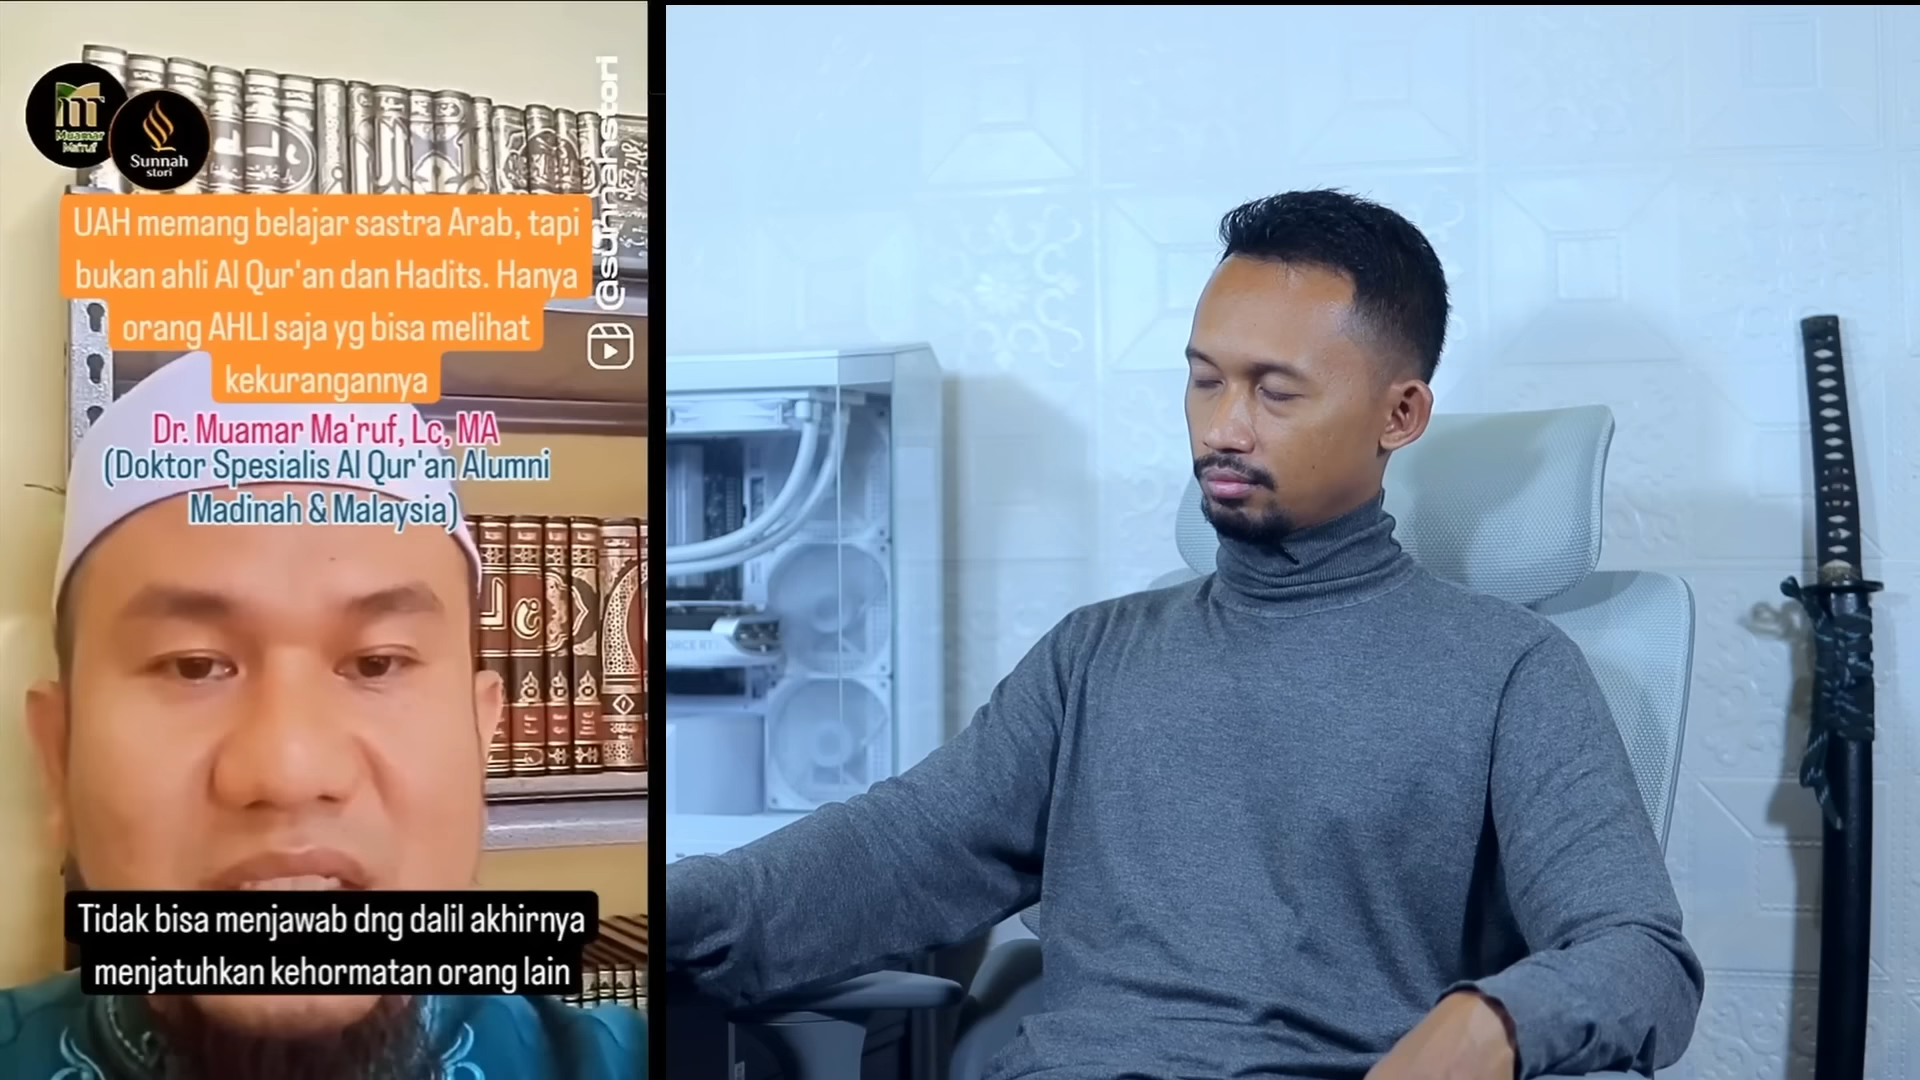 Muamar
Ma'ruf
Sunnah
stori
@asunnahstori
UAH memang belajar sastra Arab, tapi
bukan ahli Al Qur'an dan Hadits. Hanya
orang AHLI saja yg bisa melihat
kekurangannya
Dr. Muamar Ma'ruf, Lc, MA
(Doktor Spesialis Al Qur'an Alumni
Madinah & Malaysia)
Tidak bisa menjawab dng dalil akhirnya
menjatuhkan kehormatan orang lain